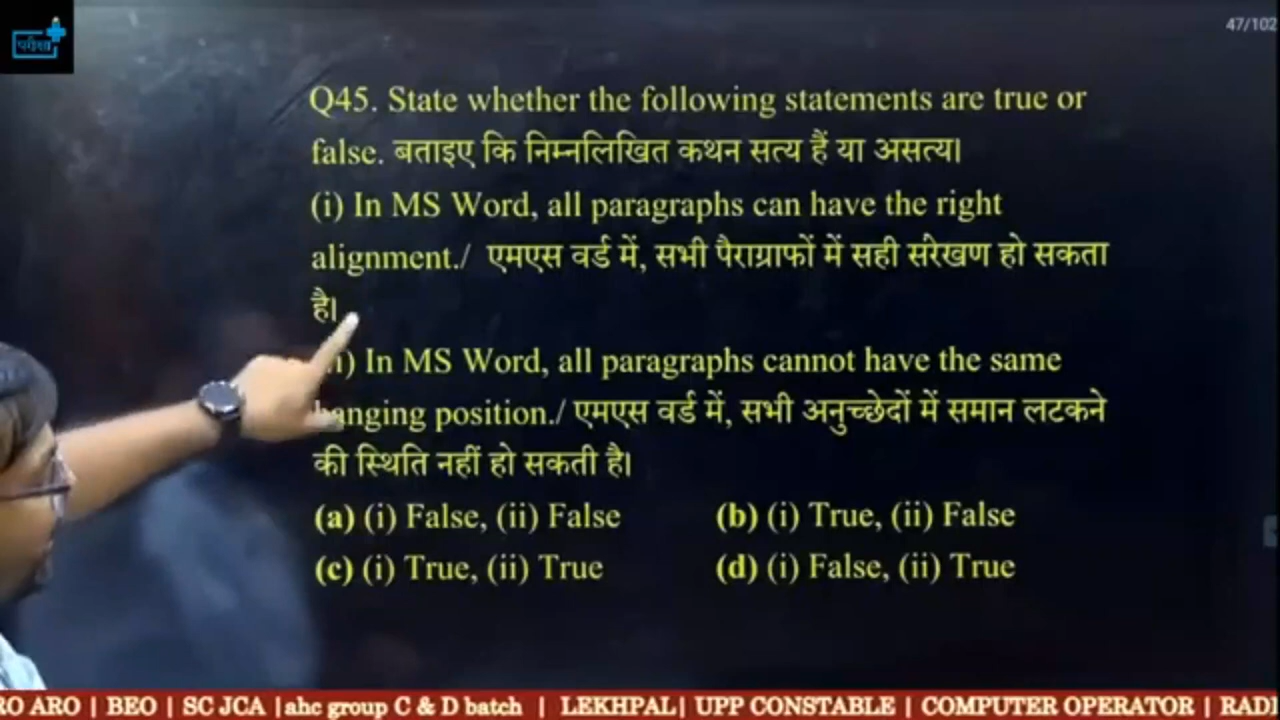 परीक्षा
47/102
Q45. State whether the following statements are true or
false. बताइए कि निम्नलिखित कथन सत्य हैं या असत्य।
(i) In MS Word, all paragraphs can have the right
alignment./ एमएस वर्ड में, सभी पैराग्राफों में सही संरेखण हो सकता
है।
In MS Word, all paragraphs cannot have the same
hanging position./ एमएस वर्ड में, सभी अनुच्छेदों में समान लटकने
की स्थिति नहीं हो सकती है।
(a) (i) False, (ii) False (b) (i) True, (ii) False
(c) (i) True, (ii) True (d) (i) False, (ii) True
RO ARO | BEO | SC JCA |ahc group C & D batch | LEKHPAL| UPP CONSTABLE | COMPUTER OPERATOR |